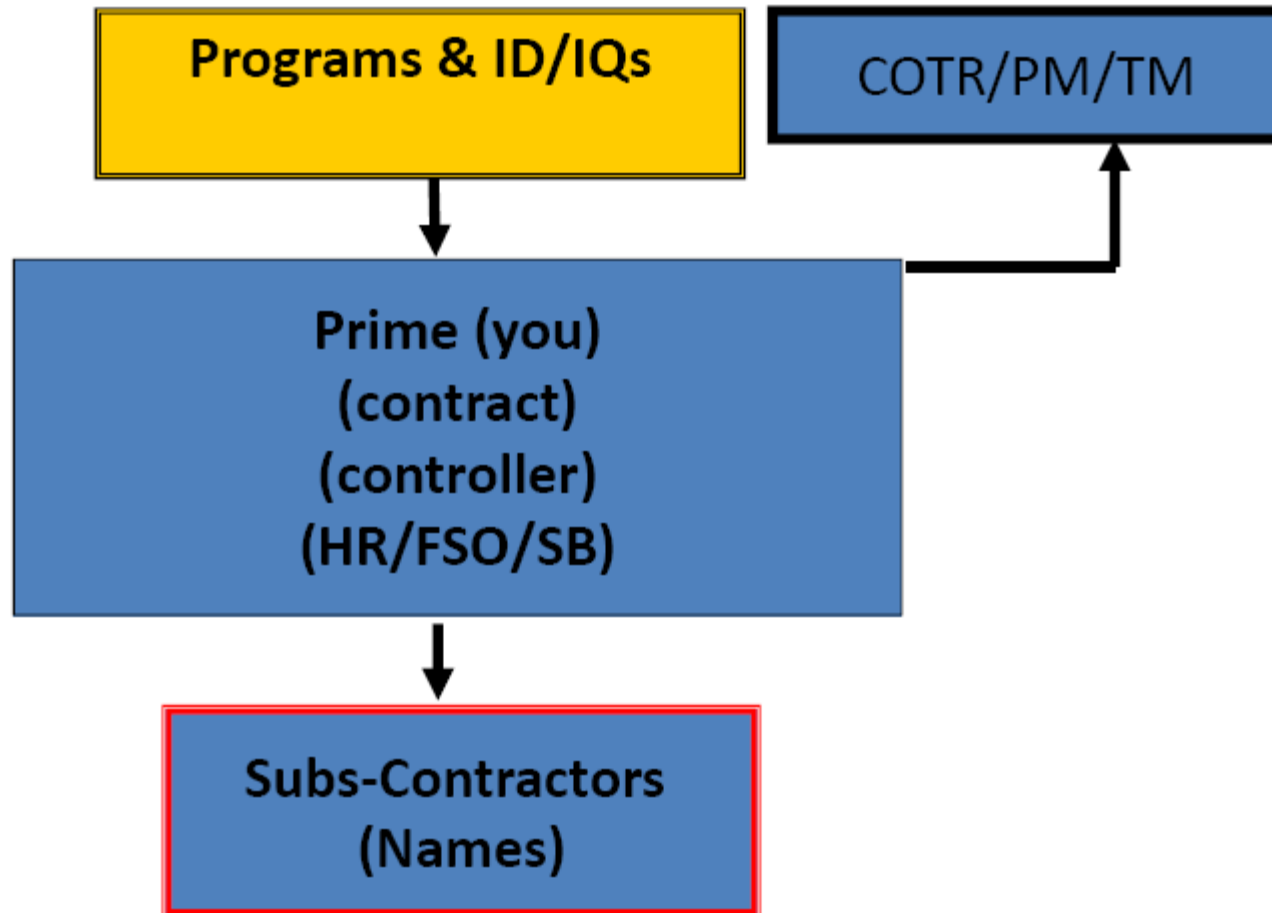 Programs & ID/IQs
COTR/PM/TM
Prime (you)
(contract)
(controller)
(HR/FSO/SB)
Subs-Contractors
(Names)